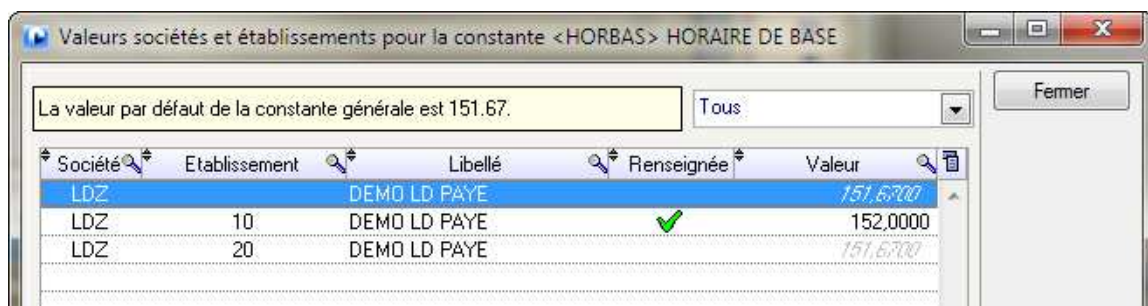 Valeurs sociétés et établissements pour la constante <HORBAS> HORAIRE DE BASE
La valeur par défaut de la constante générale est 151.67.
Tous
Fermer
Société Etablissement Libellé Renseignée Valeur
LDZ DEMO LD PAYE 151,6700
LDZ 10 DEMO LD PAYE 152,0000
LDZ 20 DEMO LD PAYE 151,6700